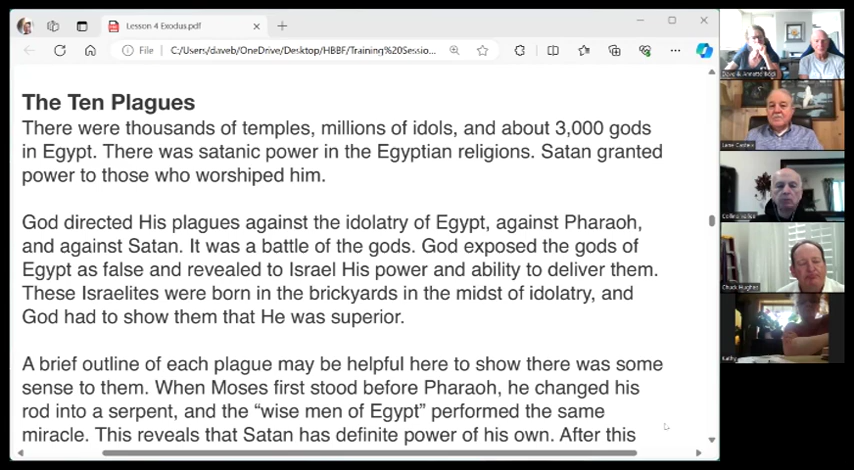 Lesson 4 Exodus.pdf
File
C:/Users/daveb/OneDrive/Desktop/HBBF/Training%20Sessio...
The Ten Plagues
There were thousands of temples, millions of idols, and about 3,000 gods
in Egypt. There was satanic power in the Egyptian religions. Satan granted
power to those who worshiped him.
God directed His plagues against the idolatry of Egypt, against Pharaoh,
and against Satan. It was a battle of the gods. God exposed the gods of
Egypt as false and revealed to Israel His power and ability to deliver them.
These Israelites were born in the brickyards in the midst of idolatry, and
God had to show them that He was superior.
A brief outline of each plague may be helpful here to show there was some
sense to them. When Moses first stood before Pharaoh, he changed his
rod into a serpent, and the “wise men of Egypt” performed the same
miracle. This reveals that Satan has definite power of his own. After this
Dave & Annette
Chuck Hughes
Kathy